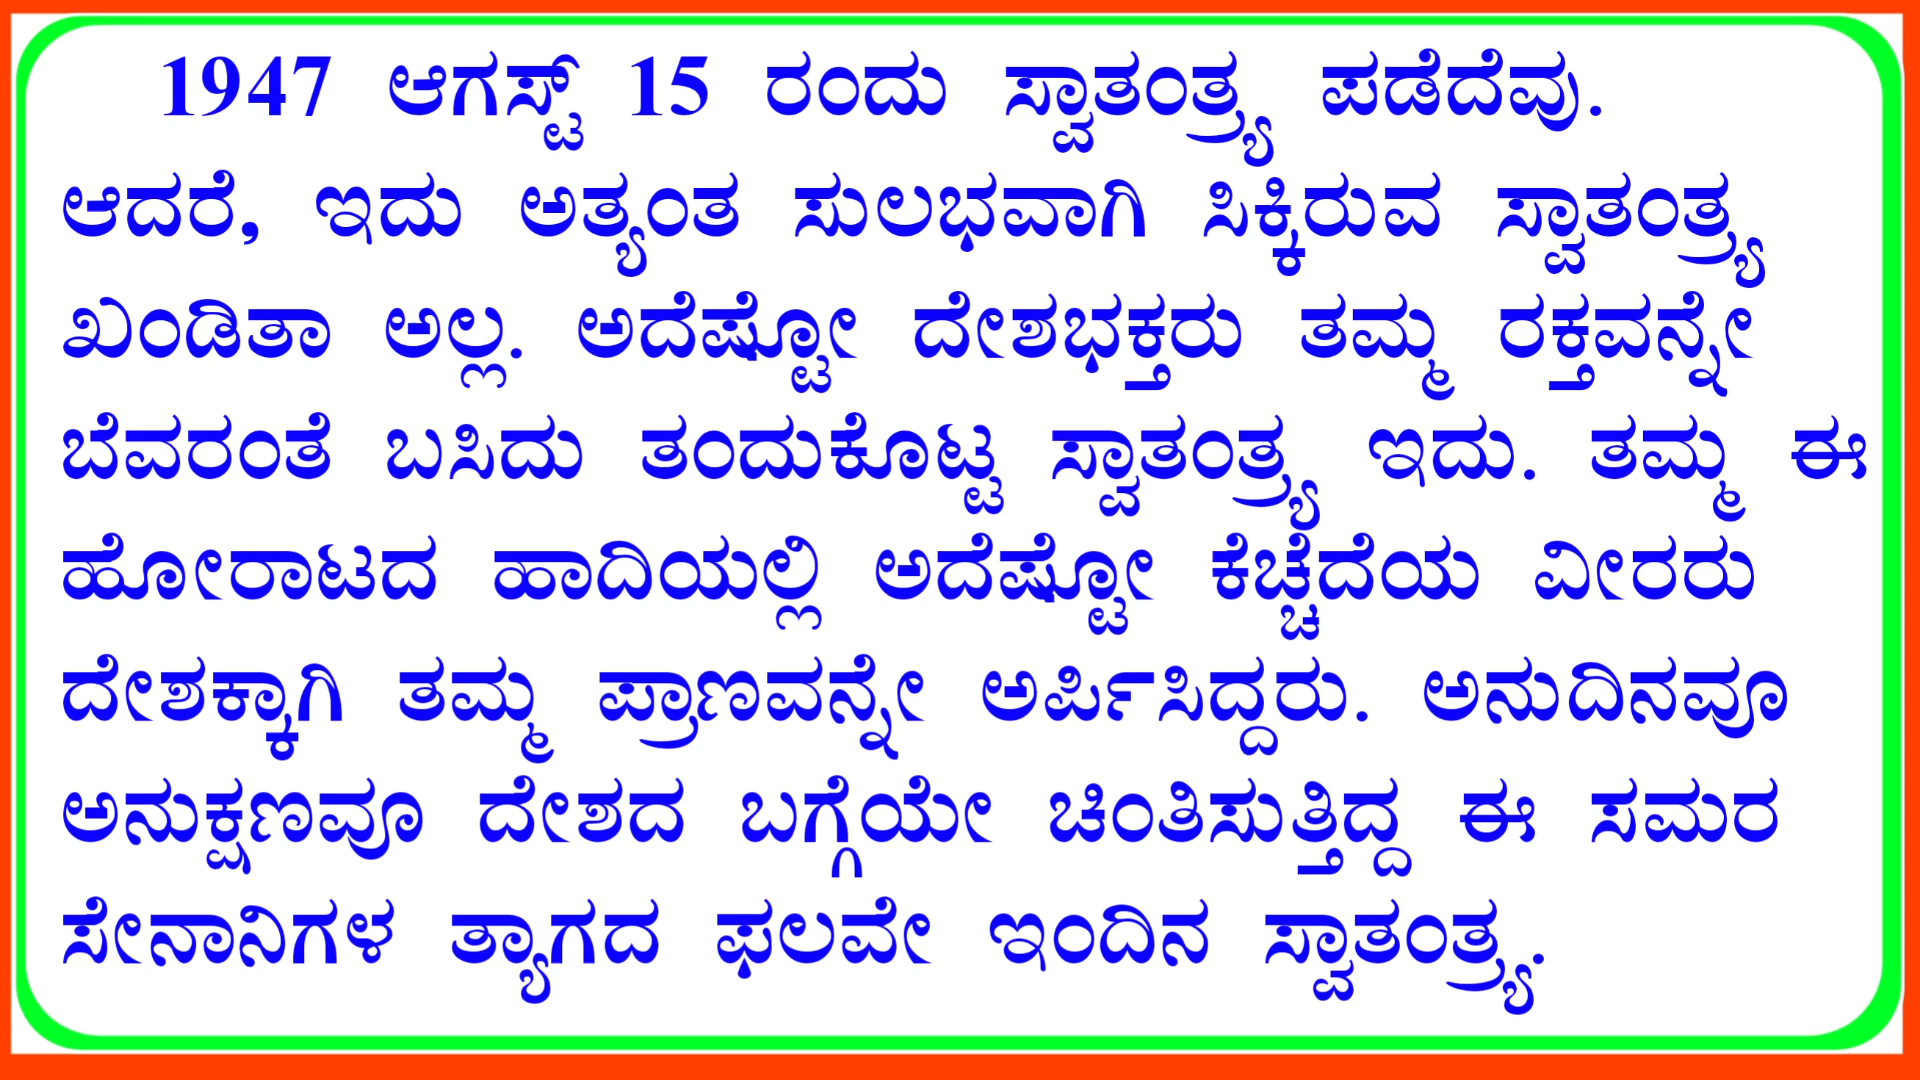 1947 ಆಗಸ್ಟ್ 15 ರಂದು ಸ್ವಾತಂತ್ರ್ಯ ಪಡೆದೆವು.
ಆದರೆ, ಇದು ಅತ್ಯಂತ ಸುಲಭವಾಗಿ ಸಿಕ್ಕಿರುವ ಸ್ವಾತಂತ್ರ್ಯ
ಖಂಡಿತಾ ಅಲ್ಲ. ಅದೆಷ್ಟೋ ದೇಶಭಕ್ತರು ತಮ್ಮ ರಕ್ತವನ್ನೇ
ಬೆವರಂತೆ ಬಸಿದು ತಂದುಕೊಟ್ಟ ಸ್ವಾತಂತ್ರ್ಯ ಇದು. ತಮ್ಮ ಈ
ಹೋರಾಟದ ಹಾದಿಯಲ್ಲಿ ಅದೆಷ್ಟೋ ಕೆಚ್ಚೆದೆಯ ವೀರರು
ದೇಶಕ್ಕಾಗಿ ತಮ್ಮ ಪ್ರಾಣವನ್ನೇ ಅರ್ಪಿಸಿದ್ದರು. ಅನುದಿನವೂ
ಅನುಕ್ಷಣವೂ ದೇಶದ ಬಗ್ಗೆಯೇ ಚಿಂತಿಸುತ್ತಿದ್ದ ಈ ಸಮರ
ಸೇನಾನಿಗಳ ತ್ಯಾಗದ ಫಲವೇ ಇಂದಿನ ಸ್ವಾತಂತ್ರ್ಯ.